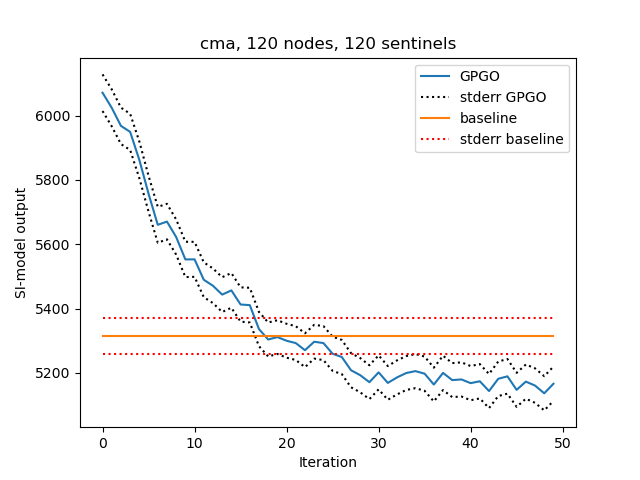 cma, 120 nodes, 120 sentinels
GPGO
stderr GPGO
baseline
stderr baseline
SI-model output
6000
5800
5600
5400
5200
0 10 20 30 40 50
Iteration